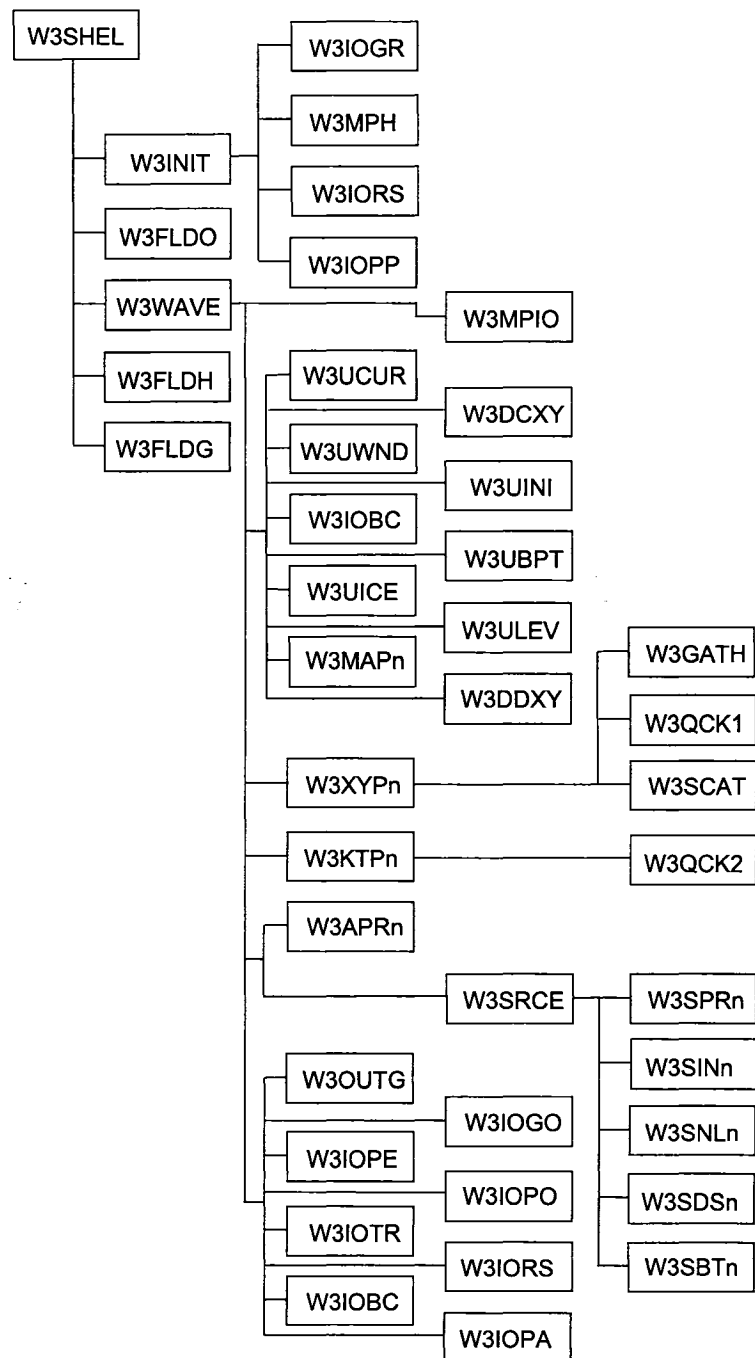 W3SHEL
W3IOGR
W3MPH
W3INIT
W3IORS
W3FLDO
W3IOPP
W3WAVE
W3MPIO
W3FLDH
W3UCUR
W3DCXY
W3FLDG
W3UWND
W3UINI
W3IOBC
W3UBPT
W3UICE
W3ULEV
W3GATH
W3MAPn
W3DDXY
W3QCK1
W3XYPn
W3SCAT
W3KTPn
W3QCK2
W3APRn
W3SRCE
W3SPRn
W3OUTG
W3SINn
W3IOGO
W3SNLn
W3IOPE
W3IOPO
W3SDSn
W3IOTR
W3IORS
W3SBTn
W3IOBC
W3IOPA